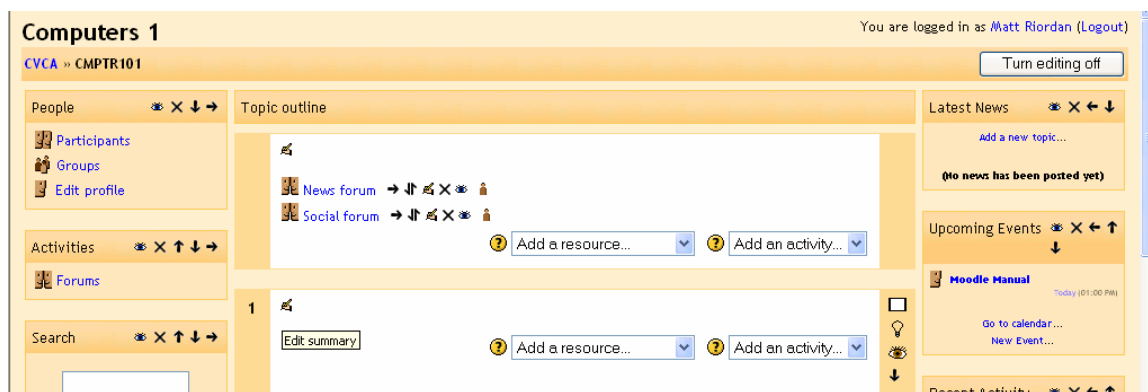 Computers 1
You are logged in as Matt Riordan (Logout)
CVCA » CMPTR101
Turn editing off
People
Participants
Groups
Edit profile
Activities
Forums
Search
Topic outline
News forum
Social forum
Add a resource...
Add an activity...
1
Edit summary
Add a resource...
Add an activity...
Latest News
Add a new topic...
(No news has been posted yet)
Upcoming Events
Moodle Manual
Today (01:00 PM)
Go to calendar...
New Event...
Recent Activity